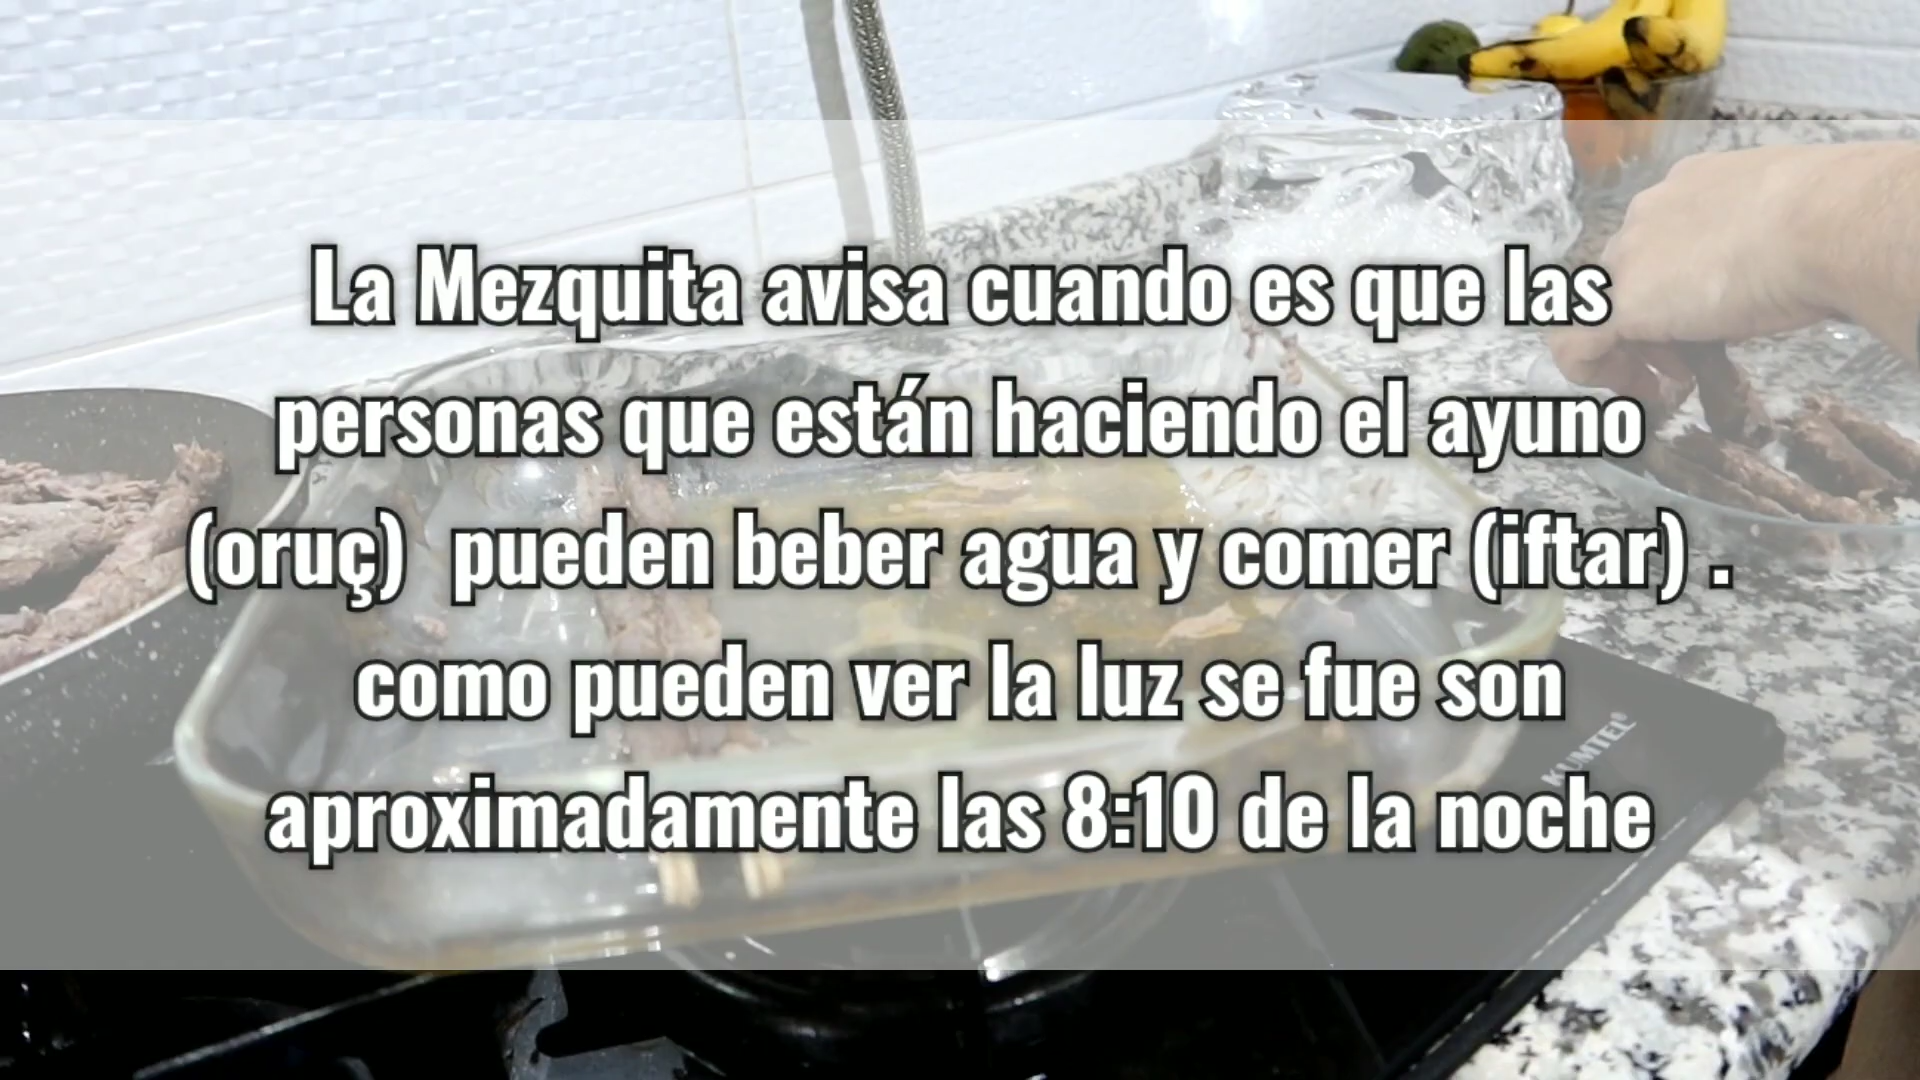 La Mezquita avisa cuando es que las
personas que están haciendo el ayuno
(oruç)  pueden beber agua y comer (iftar) .
como pueden ver la luz se fue son
aproximadamente las 8:10 de la noche
KUMTEL